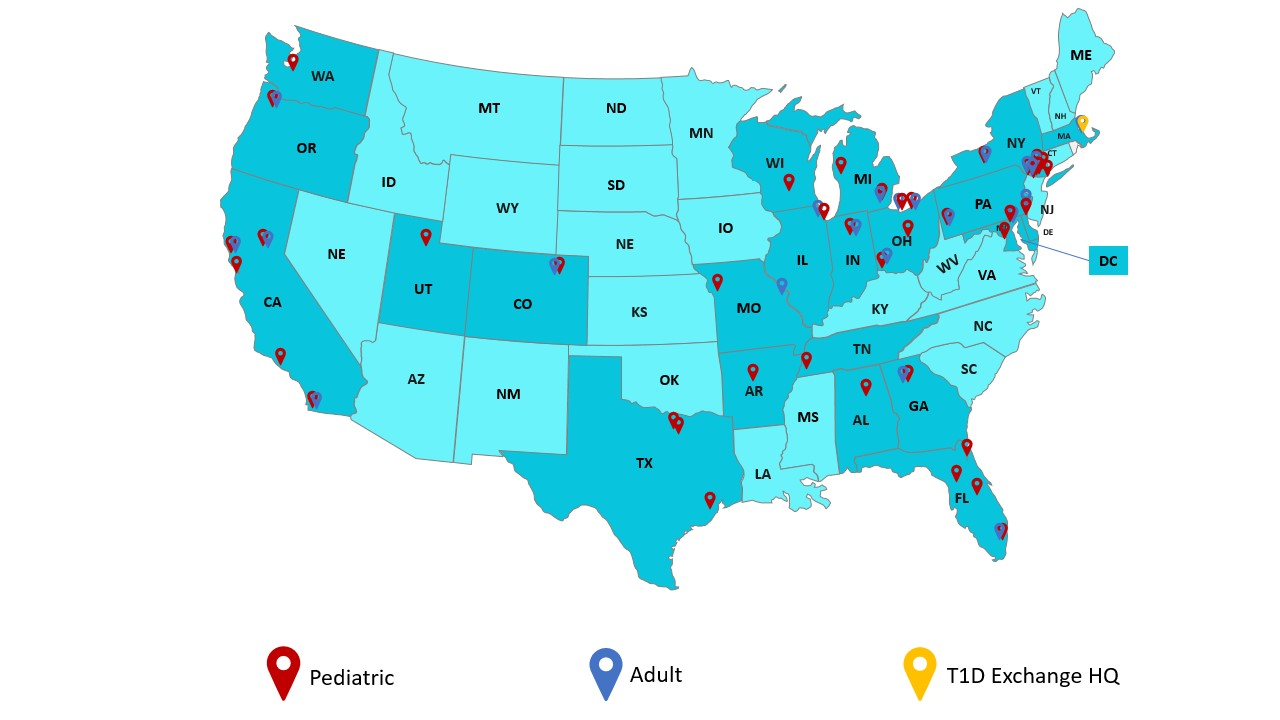 ME
WA
VT
MT
ND
NH
MN
MA
NY
OR
CT
WI
MI
ID
SD
PA
WY
NJ
IO
DE
OH
NE
NE
IL
IN
WV
DC
UT
VA
CA
CO
MO
KS
KY
NC
TN
SC
AZ
OK
AR
NM
GA
MS
AL
TX
LA
FL
Pediatric
Adult
T1D Exchange HQ